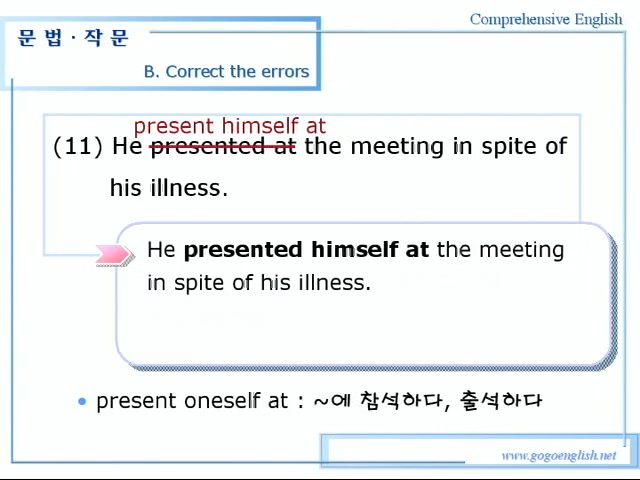 Comprehensive English
문 법 · 작 문
B. Correct the errors
present himself at
(11) He presented at the meeting in spite of
his illness.
He presented himself at the meeting
in spite of his illness.
• present oneself at : ~에 참석하다, 출석하다
www.gogoenglish.net